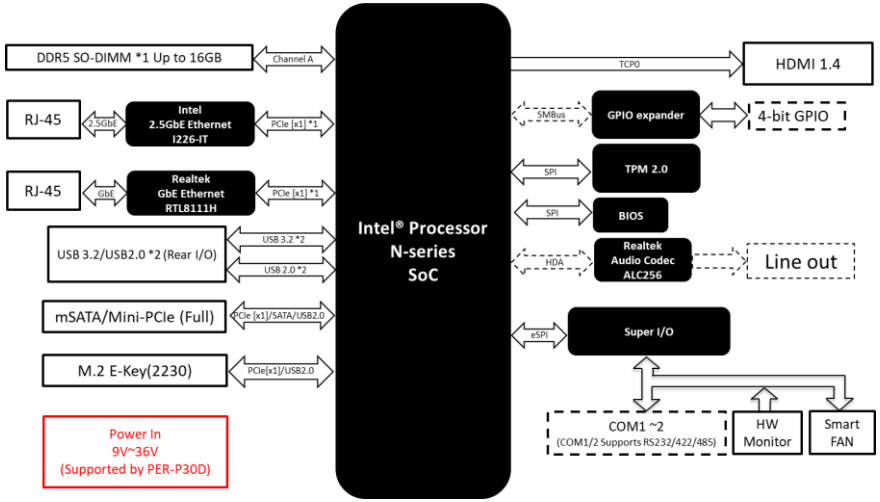 DDR5 SO-DIMM *1 Up to 16GB
Channel A
RJ-45
2.5GbE
Intel
2.5GbE Ethernet
I226-IT
PCIe [x1] *1
RJ-45
GbE
Realtek
GbE Ethernet
RTL8111H
PCIe [x1] *1
USB 3.2/USB2.0 *2 (Rear I/O)
USB 3.2 *2
USB 2.0 *2
mSATA/Mini-PCIe (Full)
PCIe [x1]/SATA/USB2.0
M.2 E-Key(2230)
PCIe[x1]/USB2.0
Power In
9V~36V
(Supported by PER-P30D)
Intel® Processor
N-series
SoC
TCP0
HDMI 1.4
SMBus
GPIO expander
4-bit GPIO
SPI
TPM 2.0
SPI
BIOS
HDA
Realtek
Audio Codec
ALC256
Line out
eSPI
Super I/O
COM1 ~2
(COM1/2 Supports RS232/422/485)
HW
Monitor
Smart
FAN